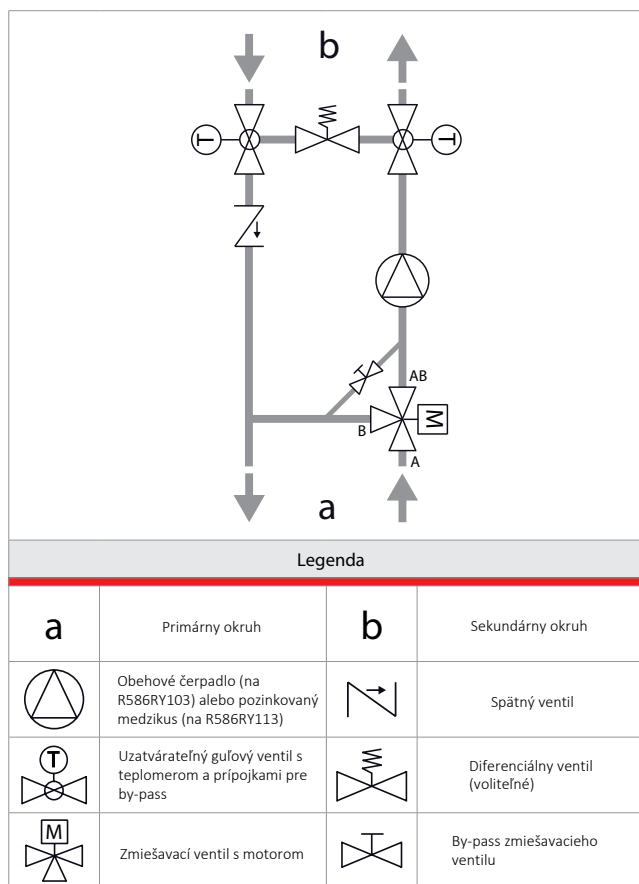 b
T
T
AB
B
M
A
a
Legenda
a
Primárny okruh
b
Sekundárny okruh
Obehové čerpadlo (na
R586RY103) alebo pozinkovaný
medzikus (na R586RY113)
Spätný ventil
T
Uzatvárateľný guľový ventil s
teplomerom a prípojkami pre
by-pass
Diferenciálny ventil
(voliteľné)
M
Zmiešavací ventil s motorom
By-pass zmiešavacieho
ventilu